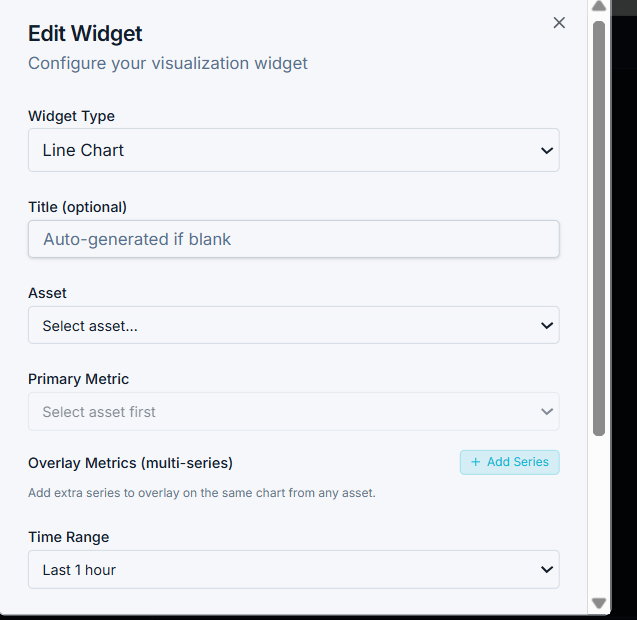 Edit Widget
Configure your visualization widget
Widget Type
Line Chart
Title (optional)
Auto-generated if blank
Asset
Select asset...
Primary Metric
Select asset first
Overlay Metrics (multi-series)
+ Add Series
Add extra series to overlay on the same chart from any asset.
Time Range
Last 1 hour